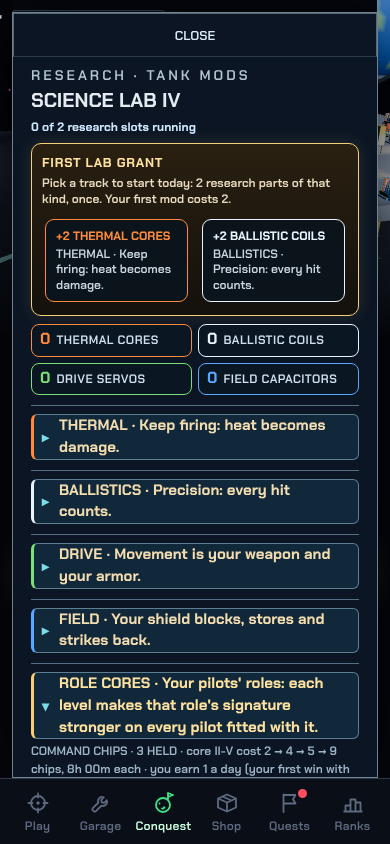 CLOSE
RESEARCH · TANK MODS
SCIENCE LAB IV
0 of 2 research slots running
FIRST LAB GRANT
Pick a track to start today: 2 research parts of that
kind, once. Your first mod costs 2.
+2 THERMAL CORES
THERMAL · Keep
firing: heat becomes
damage.
+2 BALLISTIC COILS
BALLISTICS ·
Precision: every hit
counts.
0 THERMAL CORES
0 BALLISTIC COILS
0 DRIVE SERVOS
0 FIELD CAPACITORS
▸ THERMAL · Keep firing: heat becomes
damage.
▸ BALLISTICS · Precision: every hit
counts.
▸ DRIVE · Movement is your weapon and
your armor.
▸ FIELD · Your shield blocks, stores and
strikes back.
▾ ROLE CORES · Your pilots' roles: each
level makes that role's signature
stronger on every pilot fitted with it.
COMMAND CHIPS · 3 HELD · core II-V cost 2 → 4 → 5 → 9
chips, 8h 00m each · you earn 1 a day (your first win with
Play
Garage
Conquest
Shop
Quests
Ranks